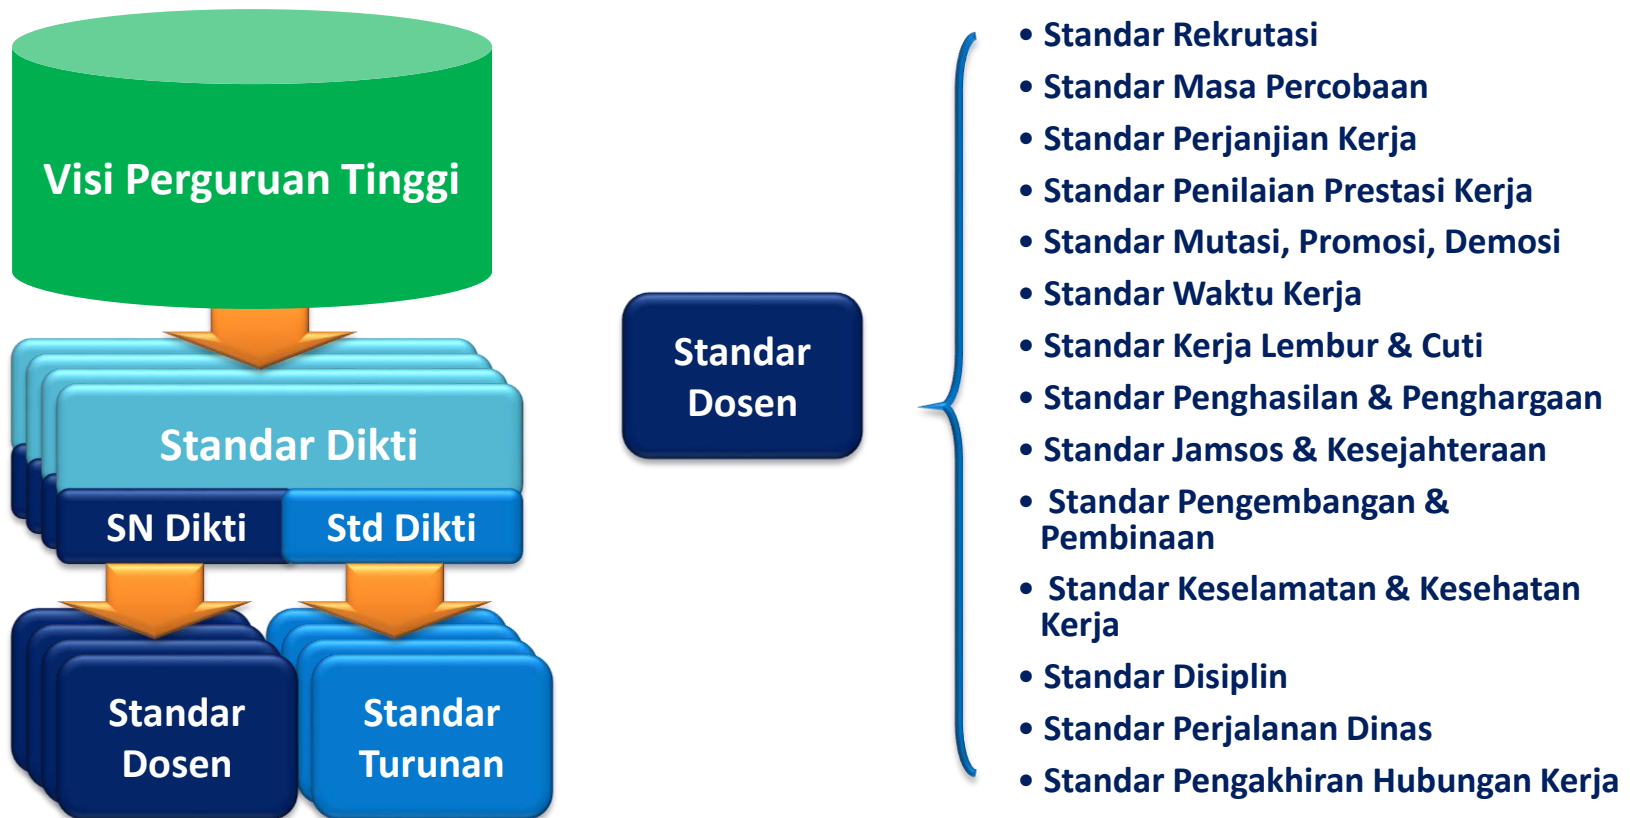 Visi Perguruan Tinggi
Standar Dikti
SN Dikti
Std Dikti
Standar
Dosen
Standar
Turunan
Standar
Dosen
• Standar Rekrutasi
• Standar Masa Percobaan
• Standar Perjanjian Kerja
• Standar Penilaian Prestasi Kerja
• Standar Mutasi, Promosi, Demosi
• Standar Waktu Kerja
• Standar Kerja Lembur & Cuti
• Standar Penghasilan & Penghargaan
• Standar Jamsos & Kesejahteraan
• Standar Pengembangan &
Pembinaan
• Standar Keselamatan & Kesehatan
Kerja
• Standar Disiplin
• Standar Perjalanan Dinas
• Standar Pengakhiran Hubungan Kerja